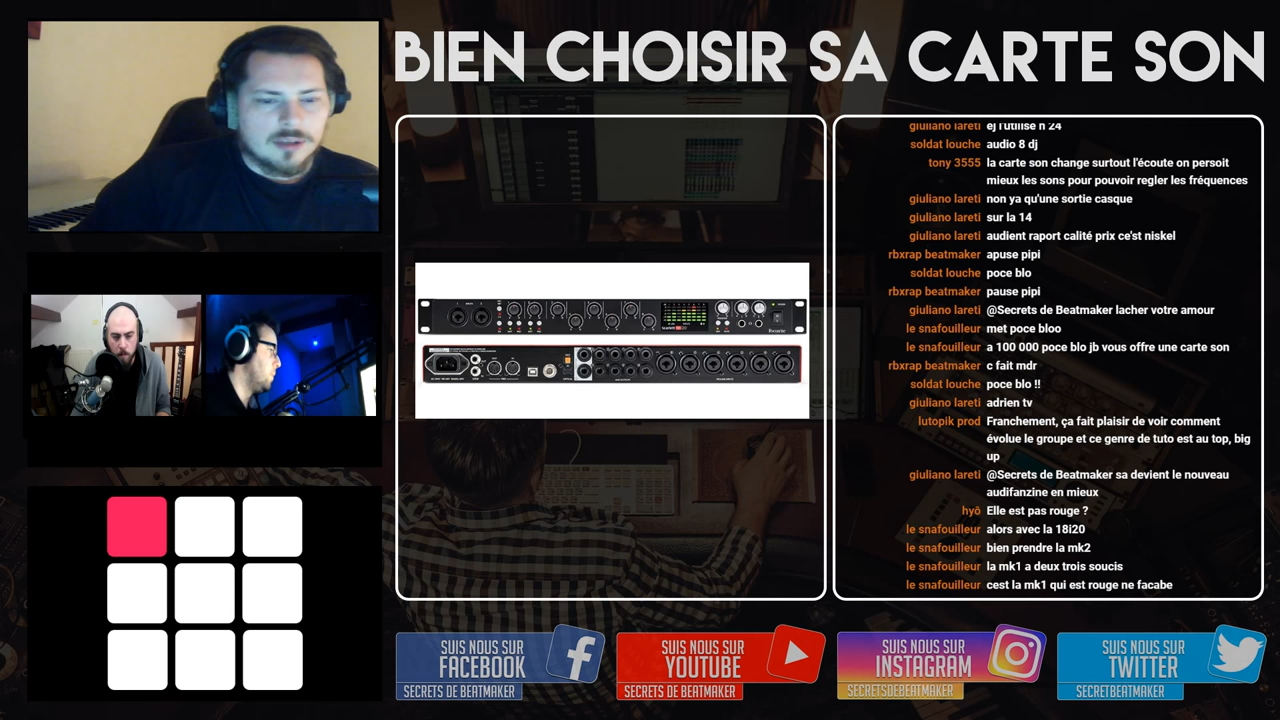 BIEN CHOISIR SA CARTE SON
giuliano lareti ej l'utilise n 24
soldat louche audio 8 dj
tony 3555 la carte son change surtout l'écoute on persoit
mieux les sons pour pouvoir regler les fréquences
giuliano lareti non ya qu'une sortie casque
giuliano lareti sur la 14
giuliano lareti audient raport calité prix ce'st niskel
rbxrap beatmaker apuse pipi
soldat louche poce blo
rbxrap beatmaker pause pipi
giuliano lareti @Secrets de Beatmaker lacher votre amour
le snafouilleur met poce bloo
le snafouilleur a 100 000 poce blo jb vous offre une carte son
rbxrap beatmaker c fait mdr
soldat louche poce blo !!
giuliano lareti adrien tv
lutopik prod Franchement, ça fait plaisir de voir comment
évolue le groupe et ce genre de tuto est au top, big
up
giuliano lareti @Secrets de Beatmaker sa devient le nouveau
audifanzine en mieux
hyō Elle est pas rouge ?
le snafouilleur alors avec la 18i20
le snafouilleur bien prendre la mk2
le snafouilleur la mk1 a deux trois soucis
le snafouilleur cest la mk1 qui est rouge ne facabe
Focusrite
SUIS NOUS SUR
FACEBOOK
SECRETS DE BEATMAKER
SUIS NOUS SUR
YOUTUBE
SECRETS DE BEATMAKER
SUIS NOUS SUR
INSTAGRAM
SECRETSDEBEATMAKER
SUIS NOUS SUR
TWITTER
SECRETBEATMAKER